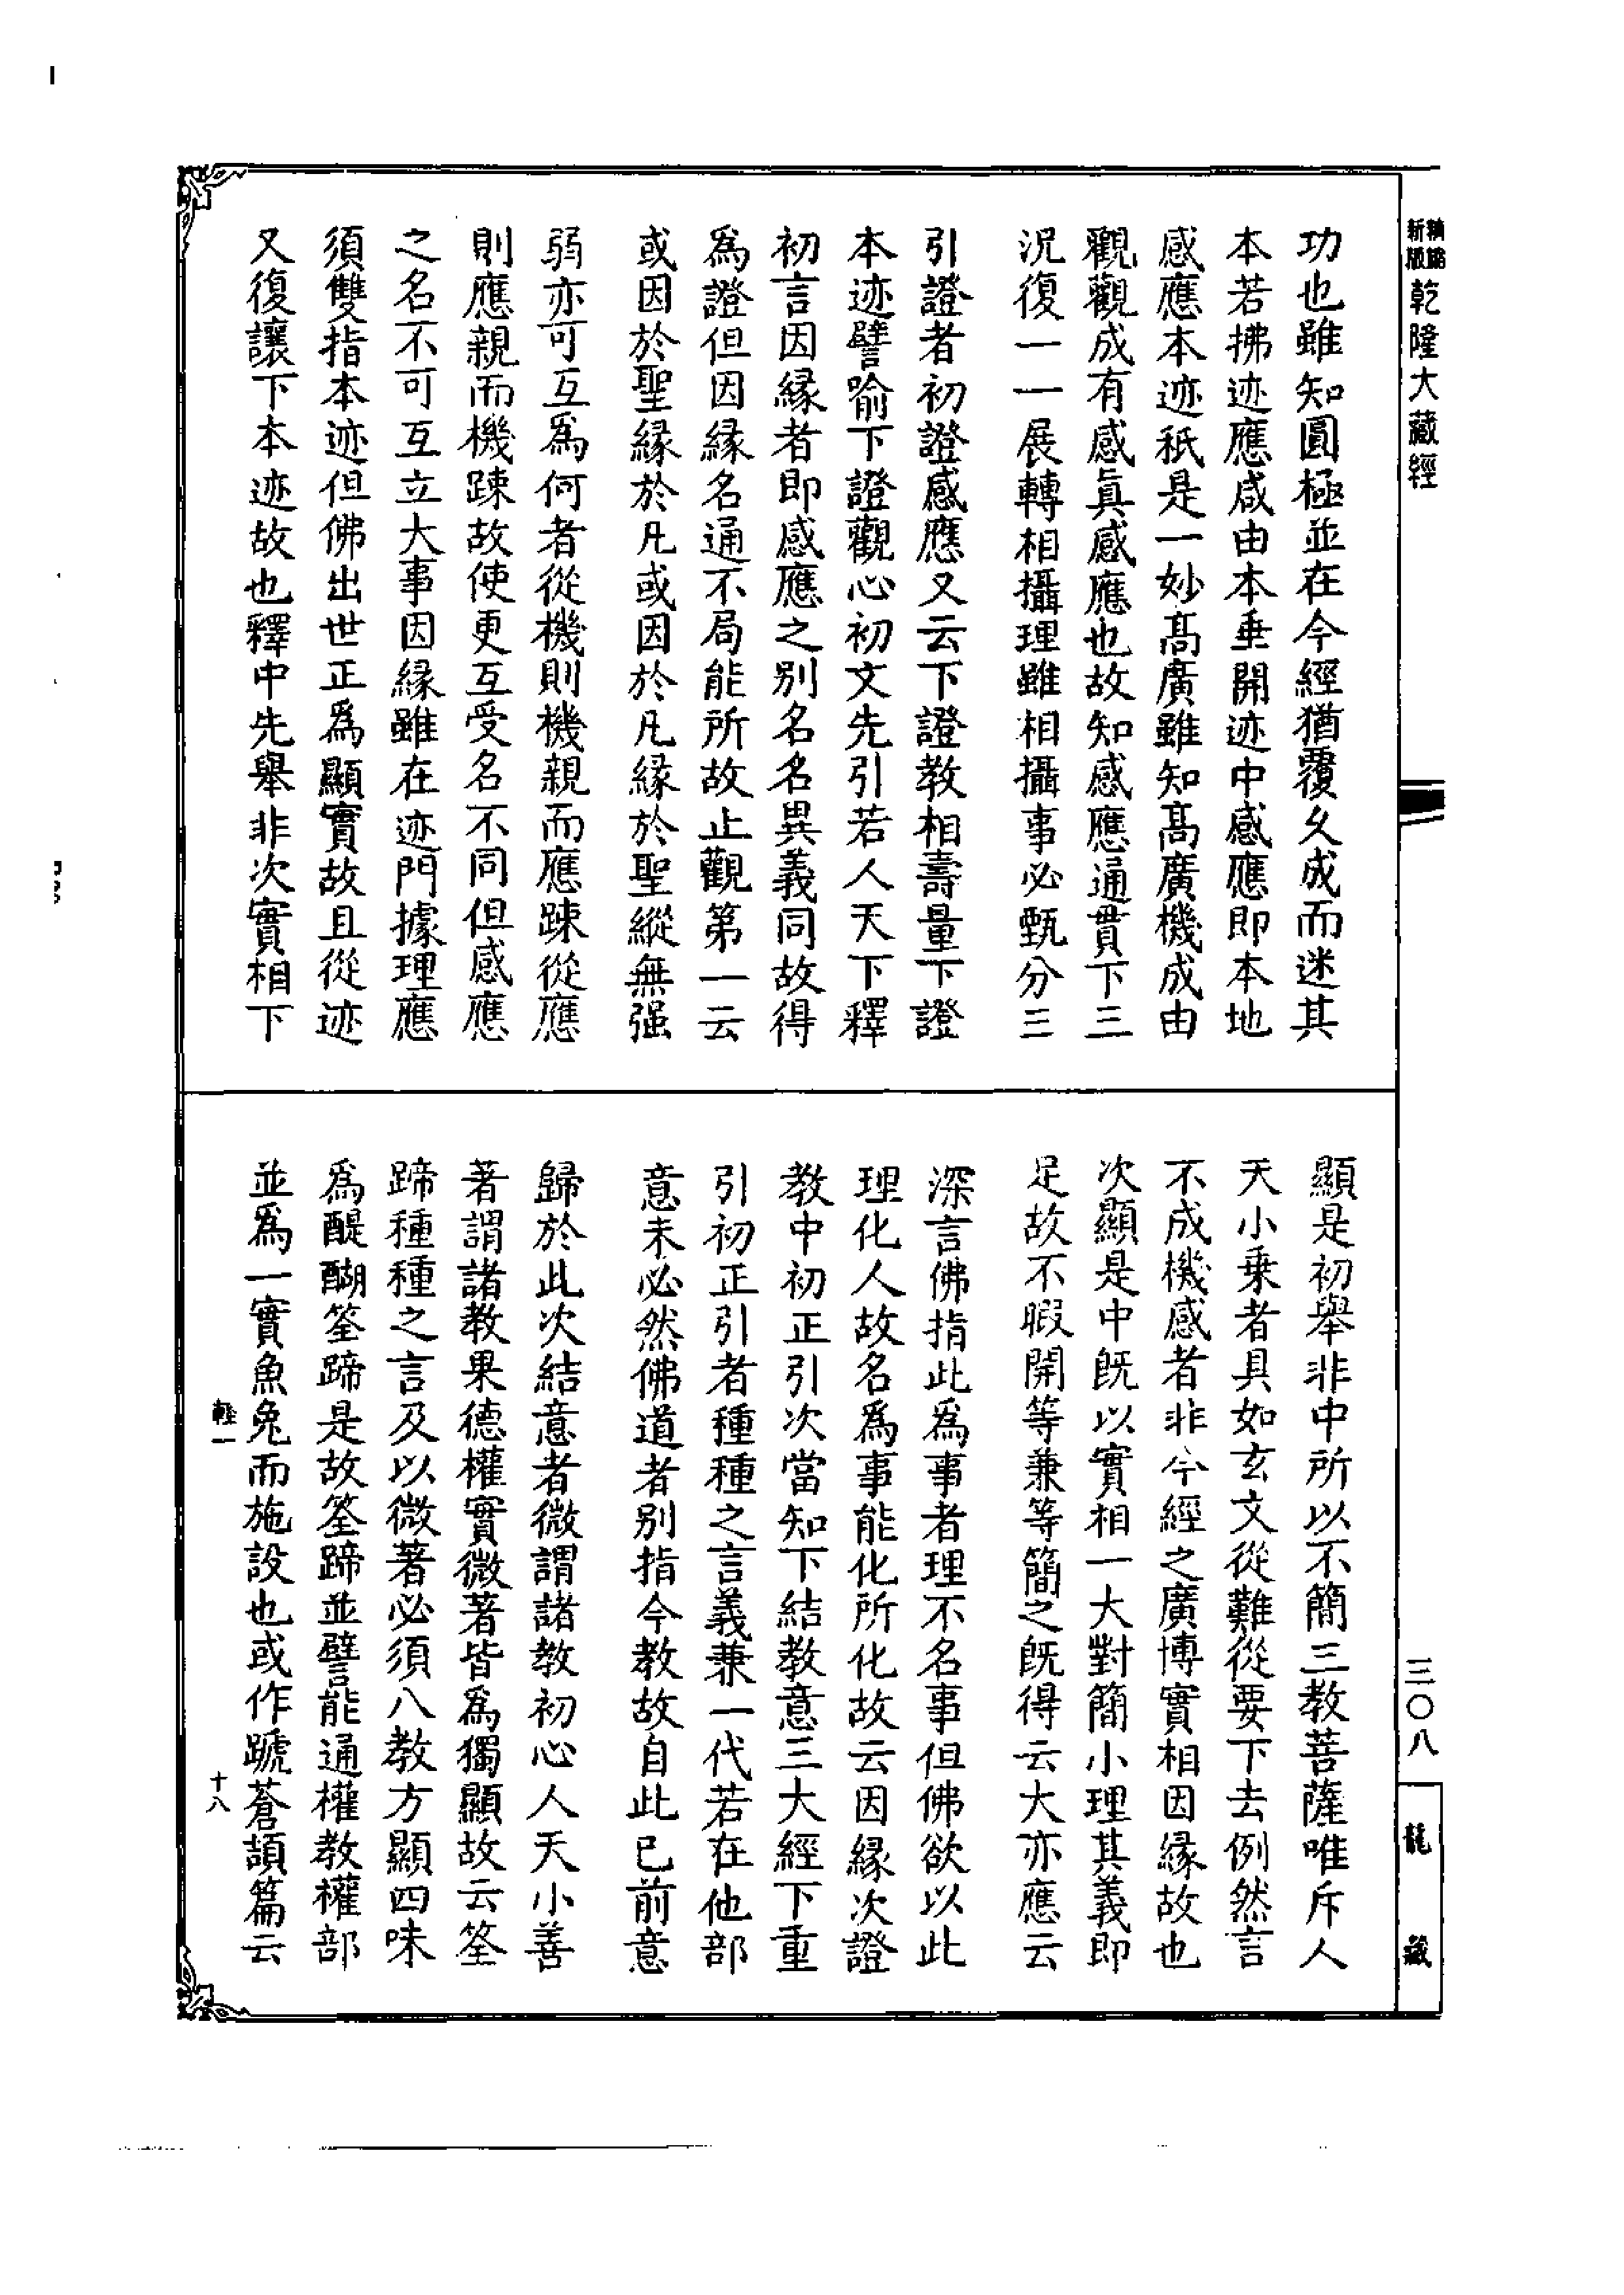 新版 精縮 乾隆大藏經
功也雖知圓極並在今經猶覆久成而迷其
本若拂迹應咸由本垂開迹中感應即本地
感應本迹祇是一妙髙廣雖知髙廣機成由
觀觀成有感眞感應也故知感應通貫下三
況復一一展轉相攝理雖相攝事必甄分三
引證者初證感應又云下證教相壽量下證
本迹譬喻下證觀心初文先引若人天下釋
初言因緣者即感應之别名名異義同故得
爲證但因緣名通不局能所故止觀第一云
或因於聖緣於凡或因於凡緣於聖縱無强
弱亦可互爲何者從機則機親而應踈從應
則應親而機踈故使更互受名不同但感應
之名不可互立大事因緣雖在迹門據理應
須雙指本迹但佛出世正爲顯實故且從迹
又復讓下本迹故也釋中先舉非次實相下
顯是初舉非中所以不簡三教菩薩唯斥人
天小乗者具如玄文從難從要下去例然言
不成機感者非今經之廣博實相因緣故也
次顯是中旣以實相一大對簡小理其義即
足故不暇開等兼等簡之旣得云大亦應云
深言佛指此爲事者理不名事但佛欲以此
理化人故名爲事能化所化故云因緣次證
教中初正引次當知下結教意三大經下重
引初正引者種種之言義兼一代若在他部
意未必然佛道者别指今教故自此已前意
歸於此次結意者微謂諸教初心人天小善
著謂諸教果德權實微著皆爲獨顯故云筌
蹄種種之言及以微著必須八教方顯四味
爲醍醐筌蹄是故筌蹄並譬能通權教權部
並爲一實魚兔而施設也或作蹏蒼頡篇云
輕一
十八
三〇八
龍藏